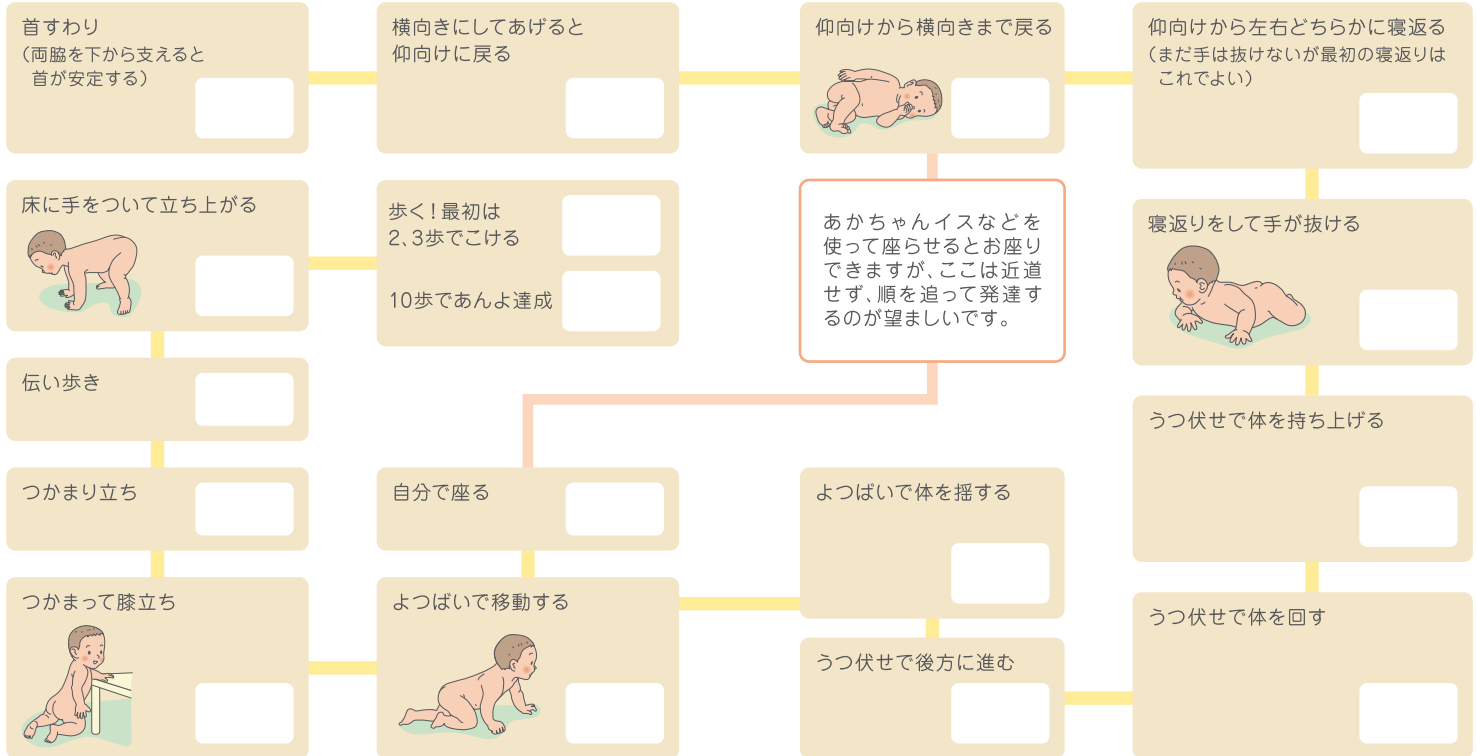 首すわり
（両脇を下から支えると
首が安定する）
横向きにしてあげると
仰向けに戻る
仰向けから横向きまで戻る
仰向けから左右どちらかに寝返る
（まだ手は抜けないが最初の寝返りは
これでよい）
寝返りをして手が抜ける
うつ伏せで体を持ち上げる
うつ伏せで体を回す
うつ伏せで後方に進む
よつばいで体を揺する
よつばいで移動する
自分で座る
あかちゃんイスなどを
使って座らせるとお座り
できますが、ここは近道
せず、順を追って発達す
るのが望ましいです。
つかまって膝立ち
つかまり立ち
伝い歩き
床に手をついて立ち上がる
歩く！最初は
2、3歩でこける
10歩であんよ達成